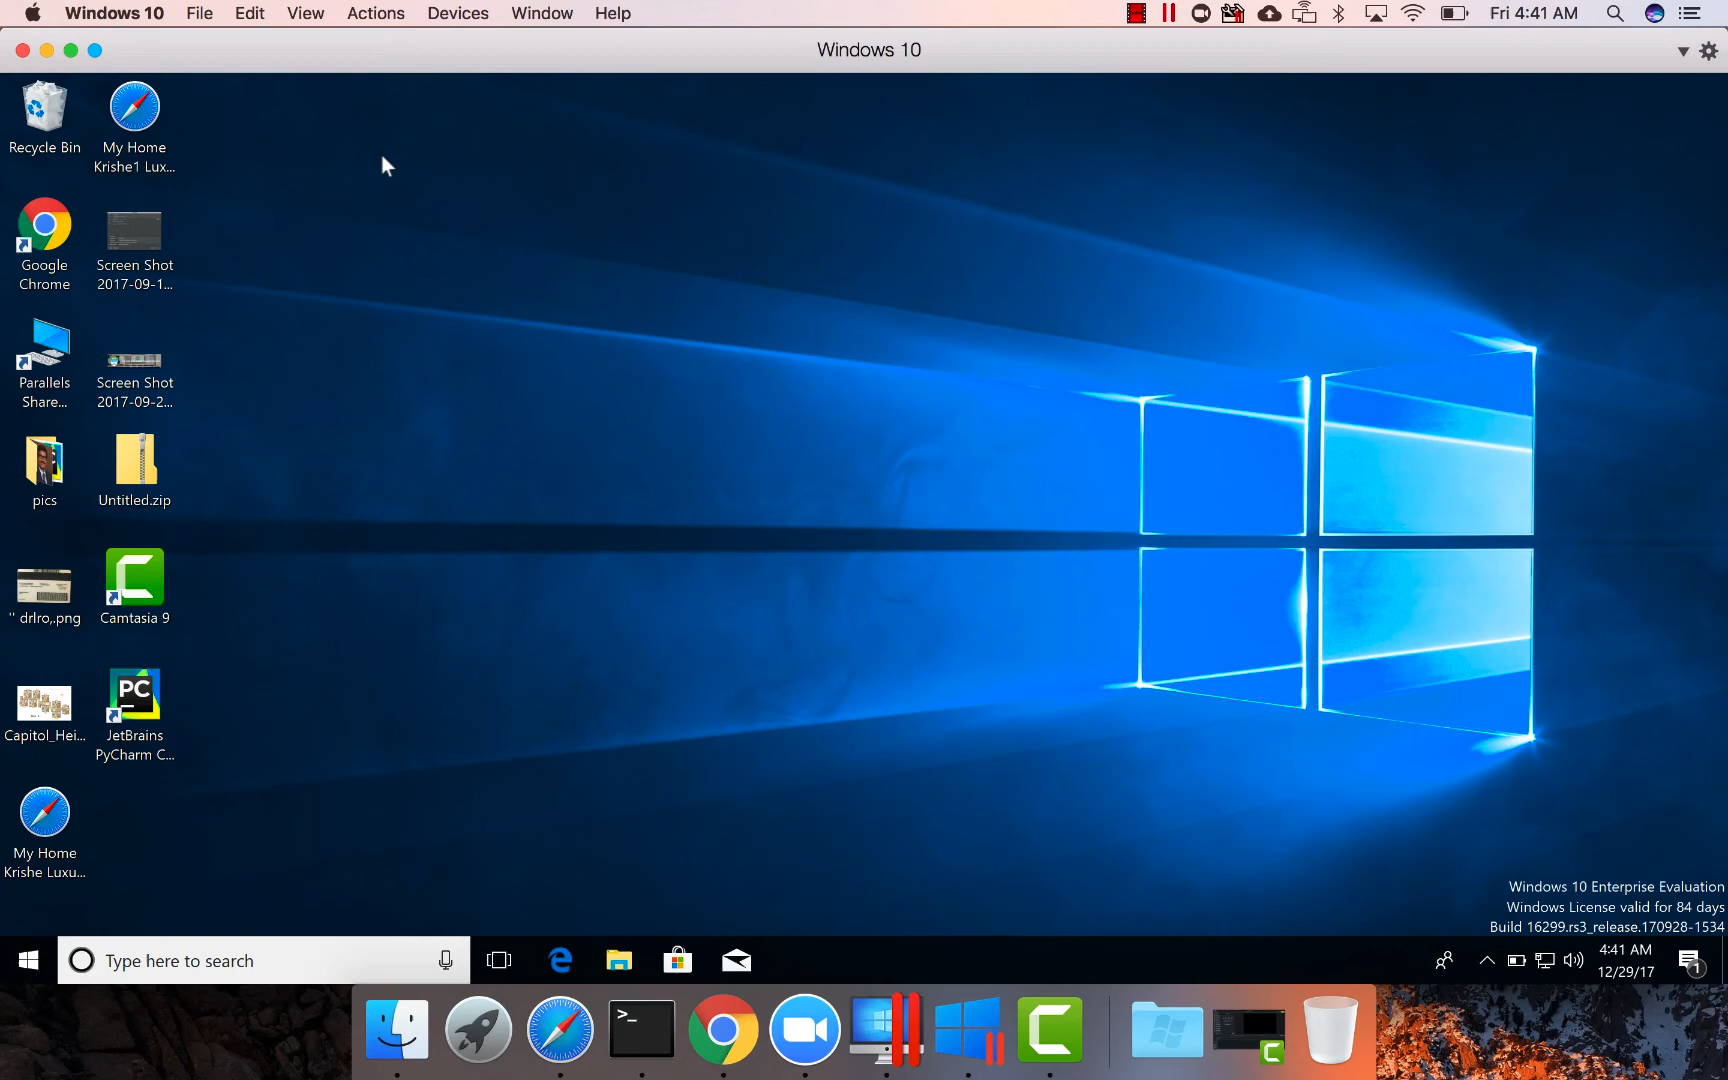 Windows 10 File Edit View Actions Devices Window Help Fri 4:41 AM
Windows 10
Recycle Bin
My Home
Krishe1 Lux...
Google
Chrome
Screen Shot
2017-09-1...
Parallels
Share...
Screen Shot
2017-09-2...
pics
Untitled.zip
'' drlro,.png
Camtasia 9
Capitol_Hei...
PC
JetBrains
PyCharm C...
My Home
Krishe Luxu...
Windows 10 Enterprise Evaluation
Windows License valid for 84 days
Build 16299.rs3_release.170928-1534
Type here to search
4:41 AM
12/29/17
1
>_